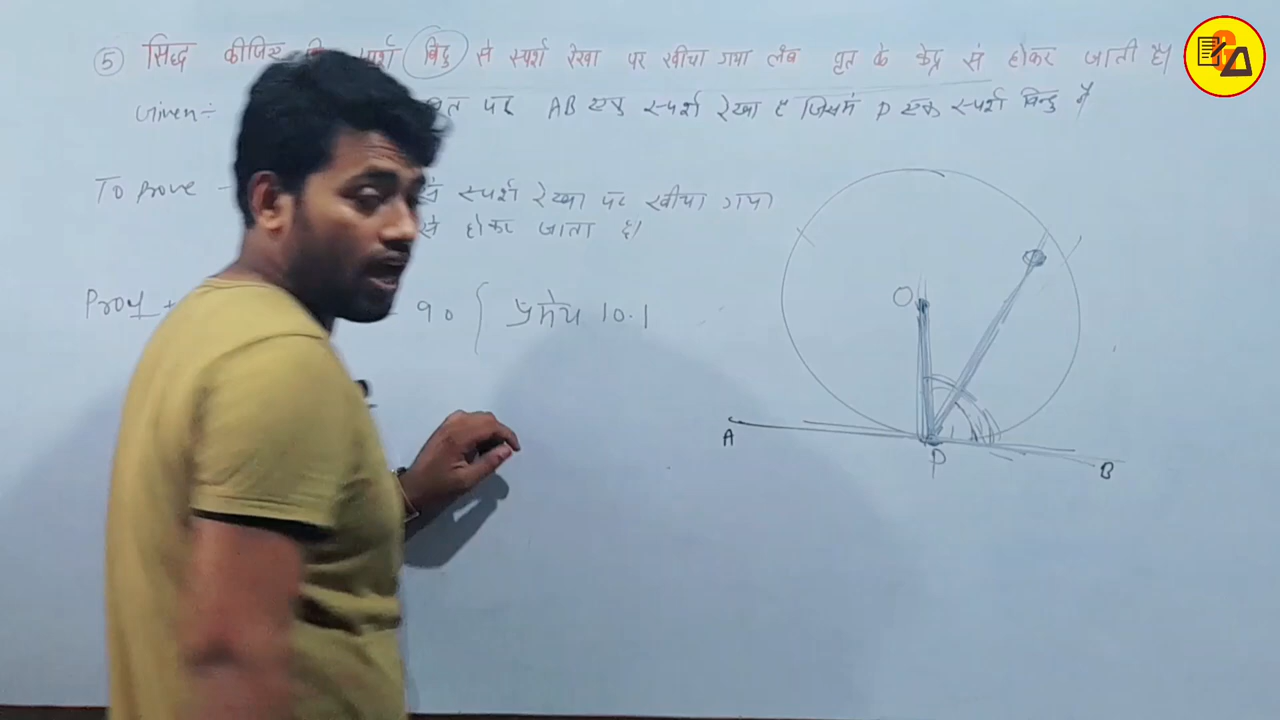 ⑤ सिद्ध कीजिए स्पर्श बिंदु से स्पर्श रेखा पर खींचा गया लंब वृत के केंद्र से होकर जाती है।
Given :- पर AB एक स्पर्श रेखा है जिसमें P एक स्पर्श बिन्दु है
To prove - से स्पर्श रेखा पर खींचा गया
से होकर जाता है।
Proof 90 { प्रमेय 10.1
O
A
P
B